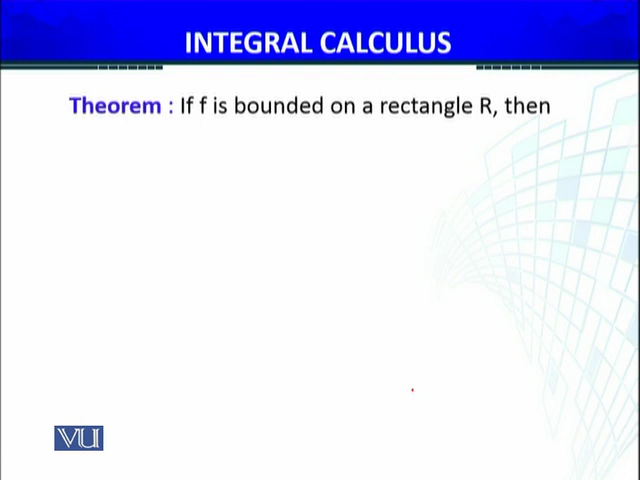 INTEGRAL CALCULUS
Theorem : If f is bounded on a rectangle R, then
VU